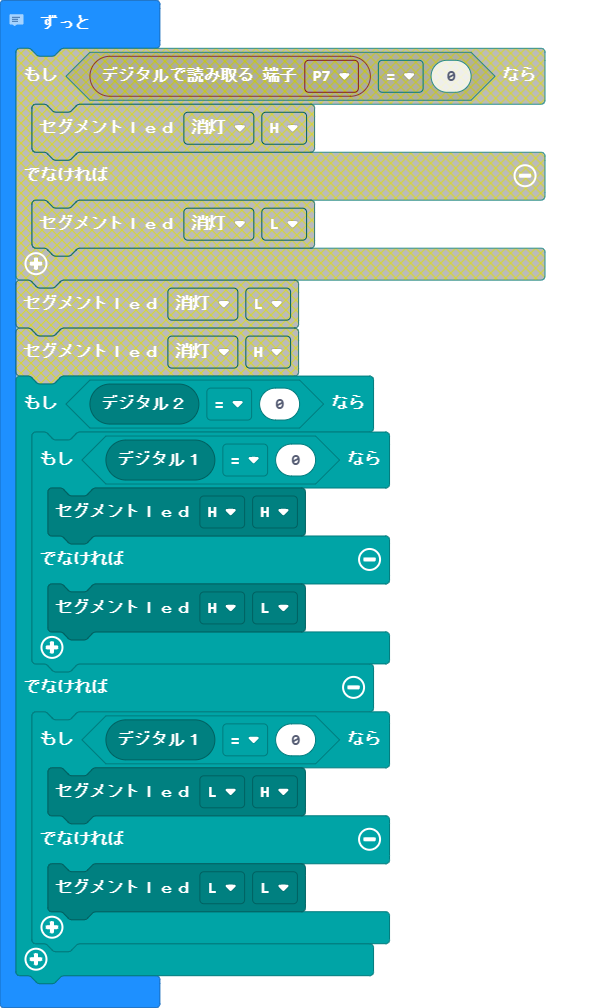 ずっと
もし デジタルで読み取る 端子 P7 = 0 なら
セグメントｌｅｄ 消灯 H
でなければ
セグメントｌｅｄ 消灯 L
セグメントｌｅｄ 消灯 L
セグメントｌｅｄ 消灯 H
もし デジタル２ = 0 なら
もし デジタル１ = 0 なら
セグメントｌｅｄ H H
でなければ
セグメントｌｅｄ H L
でなければ
もし デジタル１ = 0 なら
セグメントｌｅｄ L H
でなければ
セグメントｌｅｄ L L